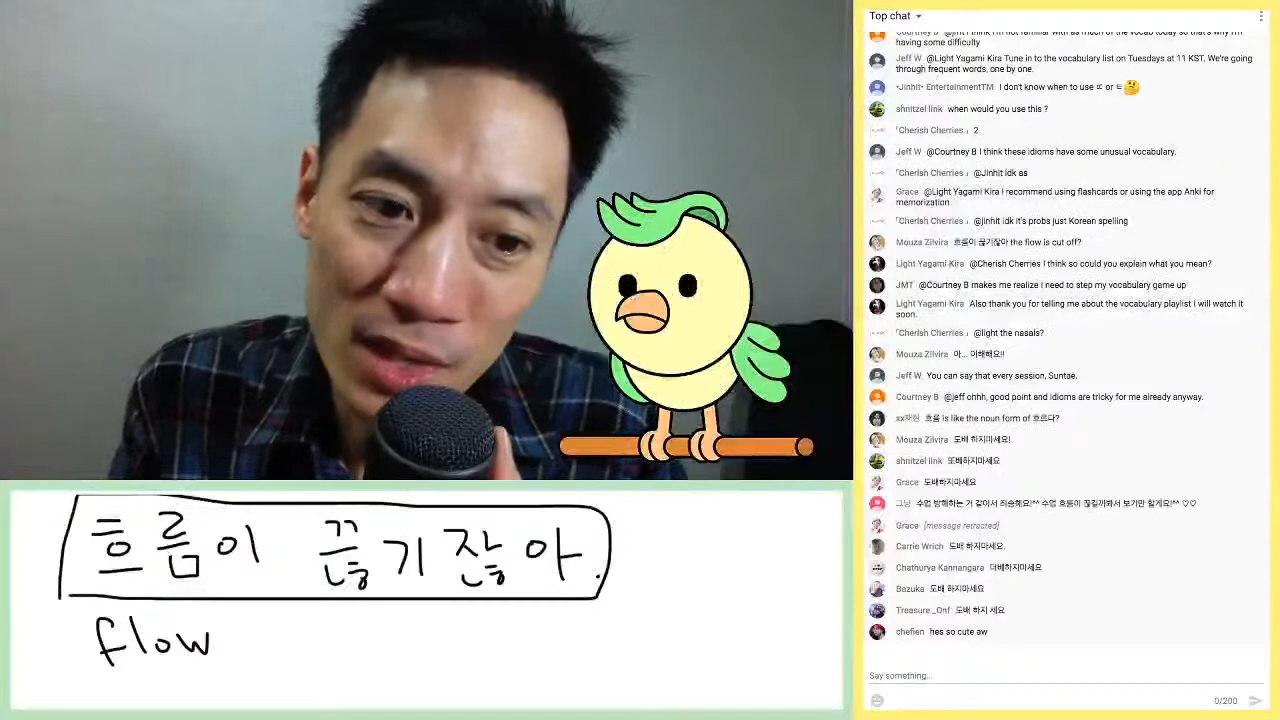 흐름이 끊기잖아.
flow
Top chat
having some difficulty
Jeff W @Light Yagami Kira Tune in to the vocabulary list on Tuesdays at 11 KST. We're going
through frequent words, one by one.
•Jinhit• EntertainmentTM I don't know when to use ㄸ or ㅌ🤔
shnitzel link when would you use this ?
「Cherish Cherries」 2
Jeff W @Courtney B I think these idioms have some unusual vocabulary.
「Cherish Cherries」 @Jinhit idk as
Grace @Light Yagami Kira I recommend using flashcards or using the app Anki for
memorization
「Cherish Cherries」 @jinhit idk it's probs just Korean spelling
Mouza Zilvira 흐름이 끊기잖아 the flow is cut off?
Light Yagami Kira @Cherish Cherries I think so could you explain what you mean?
JMT @Courtney B makes me realize I need to step my vocabulary game up
Light Yagami Kira Also thank you for telling me about the vocabulary playlist I will watch it
soon.
「Cherish Cherries」 @light the nasals?
Mouza Zilvira 아... 이해해요!!
Jeff W You can say that every session, Suntae.
Courtney B @jeff ohhh, good point and idioms are tricky for me already anyway.
흐름 is like the noun form of 흐르다?
Mouza Zilvira 도배 하지마세요!
shnitzel link 또베하지마세요
Grace 도배하지마세요
그냥 수업 방해하는 거 같아서 죄송해요!^^ 수업 흐름이 끊길까봐서 보기만 할게요!^^ ♡♡
Grace [message retracted]
Carrie Wrich 도배 하지마세요.
Chathurya Kannangara 더베하지마세요
Bazuka 도배 하지마세요
Treasure _Onf 도배 하지 세요
chefien hes so cute aw
Say something...
0/200